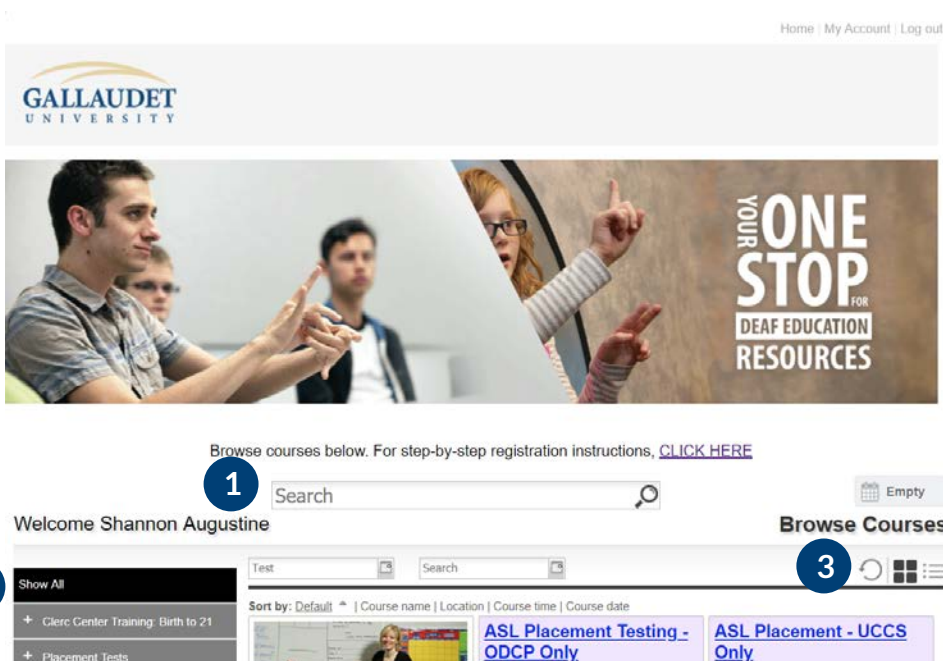 Home | My Account | Log out
GALLAUDET
UNIVERSITY
YOUR ONE
STOP FOR
DEAF EDUCATION
RESOURCES
Browse courses below. For step-by-step registration instructions, CLICK HERE
1
Search
Empty
Welcome Shannon Augustine
Browse Courses
Test
Search
3
Show All
Sort by: Default | Course name | Location | Course time | Course date
+ Clerc Center Training: Birth to 21
ASL Placement Testing -
ODCP Only
ASL Placement - UCCS
Only
+ Placement Tests